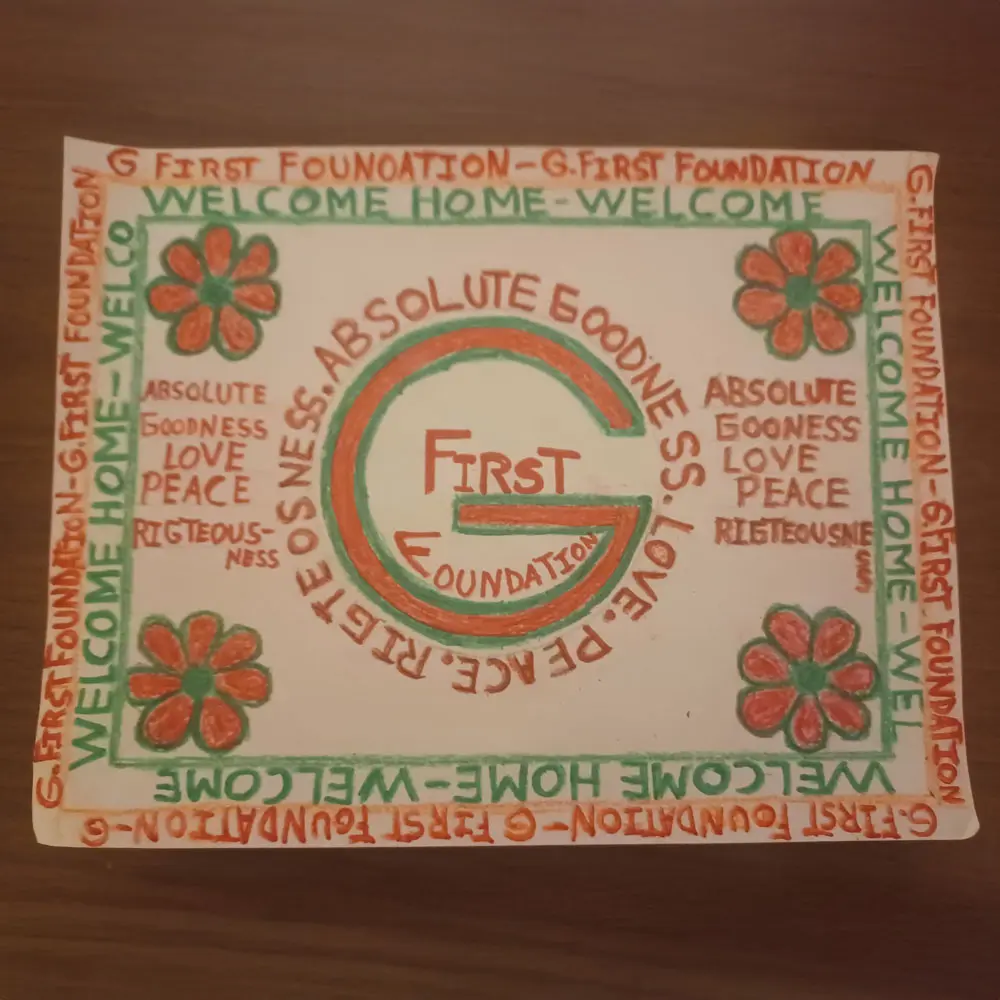 G FIRST FOUNDATION-G.FIRST FOUNDATION
WELCOME HOME-WELCOME
G.FIRST FOUNDATION-G.FIRST FOUNDATION
WELCOME HOME-WELCO
ABSOLUTE GOODNESS. LOVE. PEACE. RIGTEOSNESS.
ABSOLUTE
GOODNESS
LOVE
PEACE
RIGTEOUS-
NESS
G
FIRST
FOUNDATION
ABSOLUTE
GOONESS
LOVE
PEACE
RIGTEOUSNE
SS
WELCOME HOME-WEL
G.FIRST FOUNDATION-G.FIRST FOUNDATION
WELCOME HOME-WELCOME
G.FIRST FOUNDATION-G FIRST FOUNDATION-G